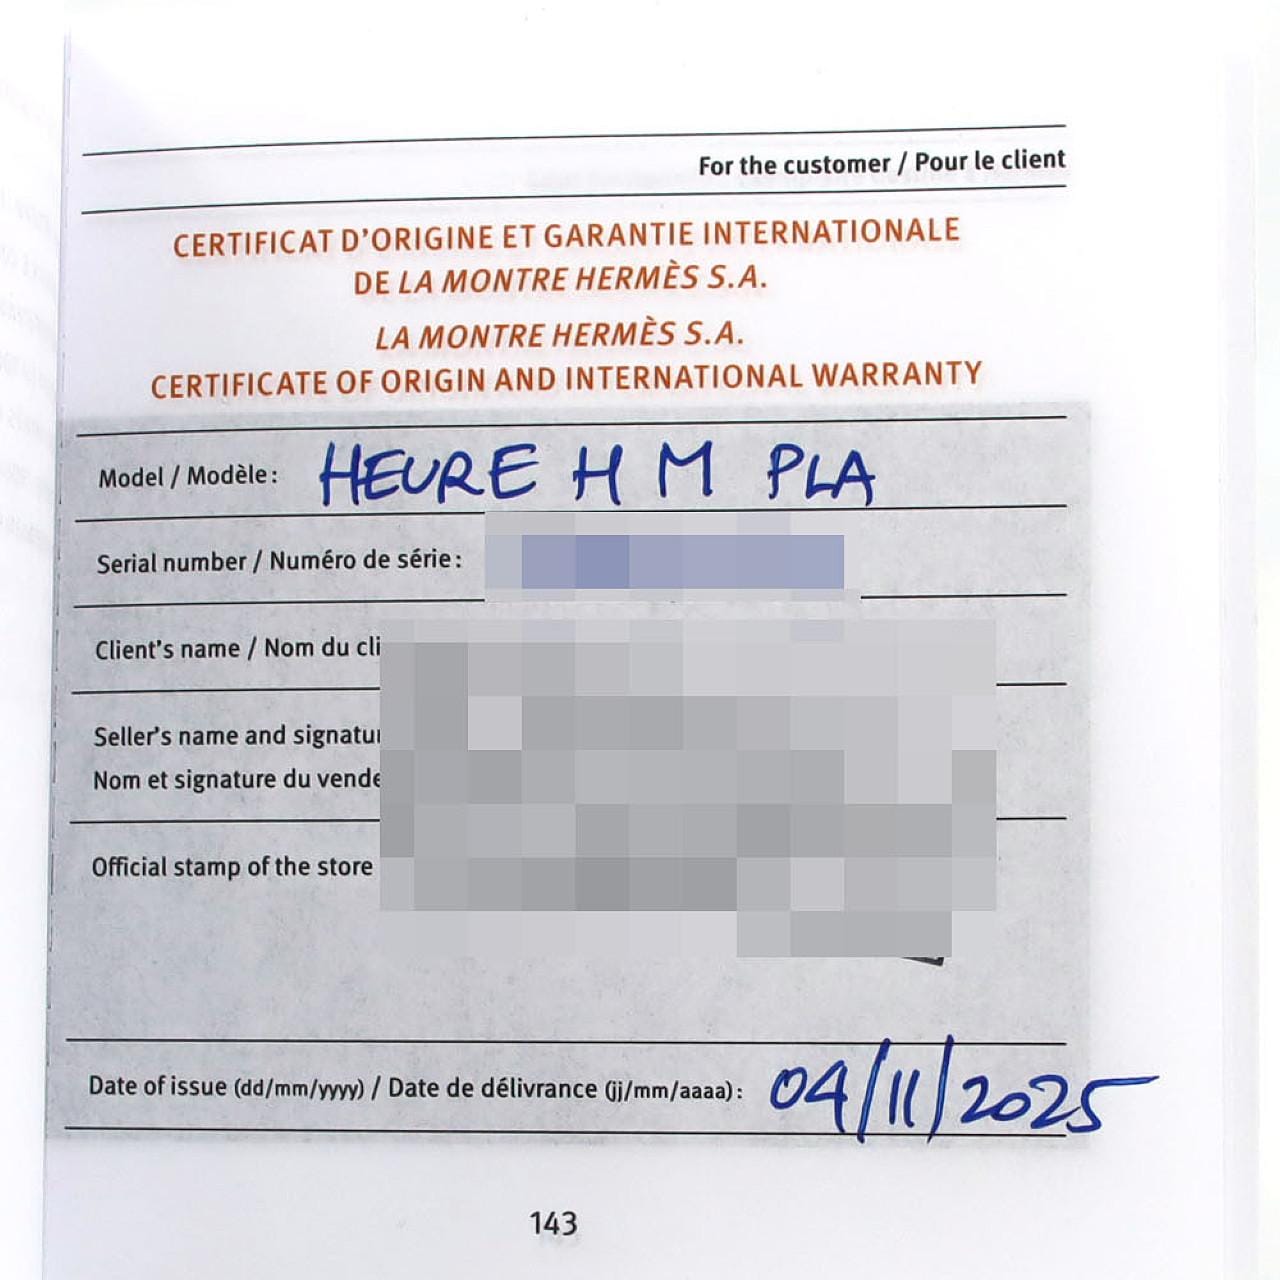 For the customer / Pour le client
CERTIFICAT D'ORIGINE ET GARANTIE INTERNATIONALE
DE LA MONTRE HERMÈS S.A.
LA MONTRE HERMÈS S.A.
CERTIFICATE OF ORIGIN AND INTERNATIONAL WARRANTY
Model / Modèle : HEURE H M PLA
Serial number / Numéro de série :
Client's name / Nom du
Seller's name and
Nom et signature du
Official stamp of the store
Date of issue (dd/mm/yyyy) / Date de délivrance (jj/mm/aaaa) : 04/11/2025
143